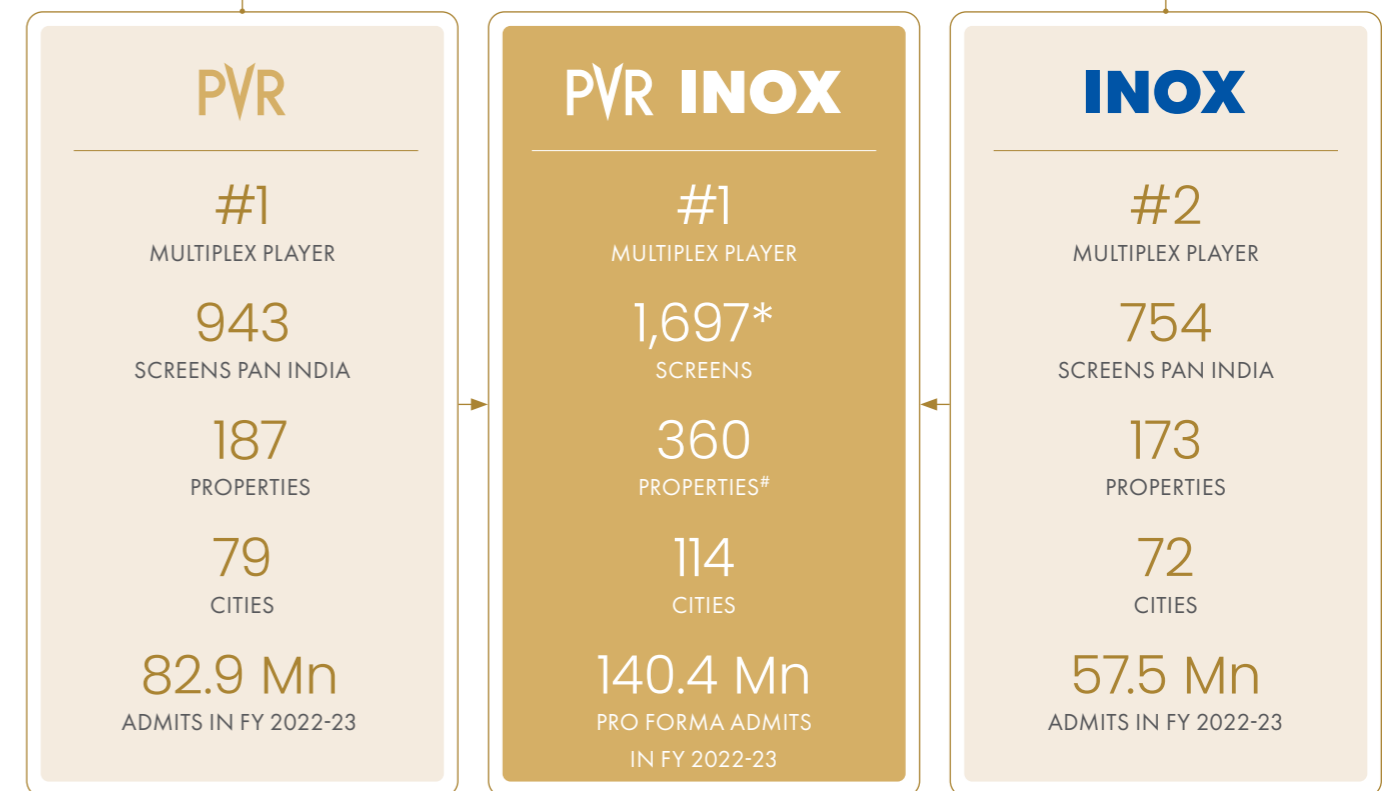 PVR
#1
MULTIPLEX PLAYER
943
SCREENS PAN INDIA
187
PROPERTIES
79
CITIES
82.9 Mn
ADMITS IN FY 2022-23
PVR INOX
#1
MULTIPLEX PLAYER
1,697*
SCREENS
360
PROPERTIES#
114
CITIES
140.4 Mn
PRO FORMA ADMITS
IN FY 2022-23
INOX
#2
MULTIPLEX PLAYER
754
SCREENS PAN INDIA
173
PROPERTIES
72
CITIES
57.5 Mn
ADMITS IN FY 2022-23